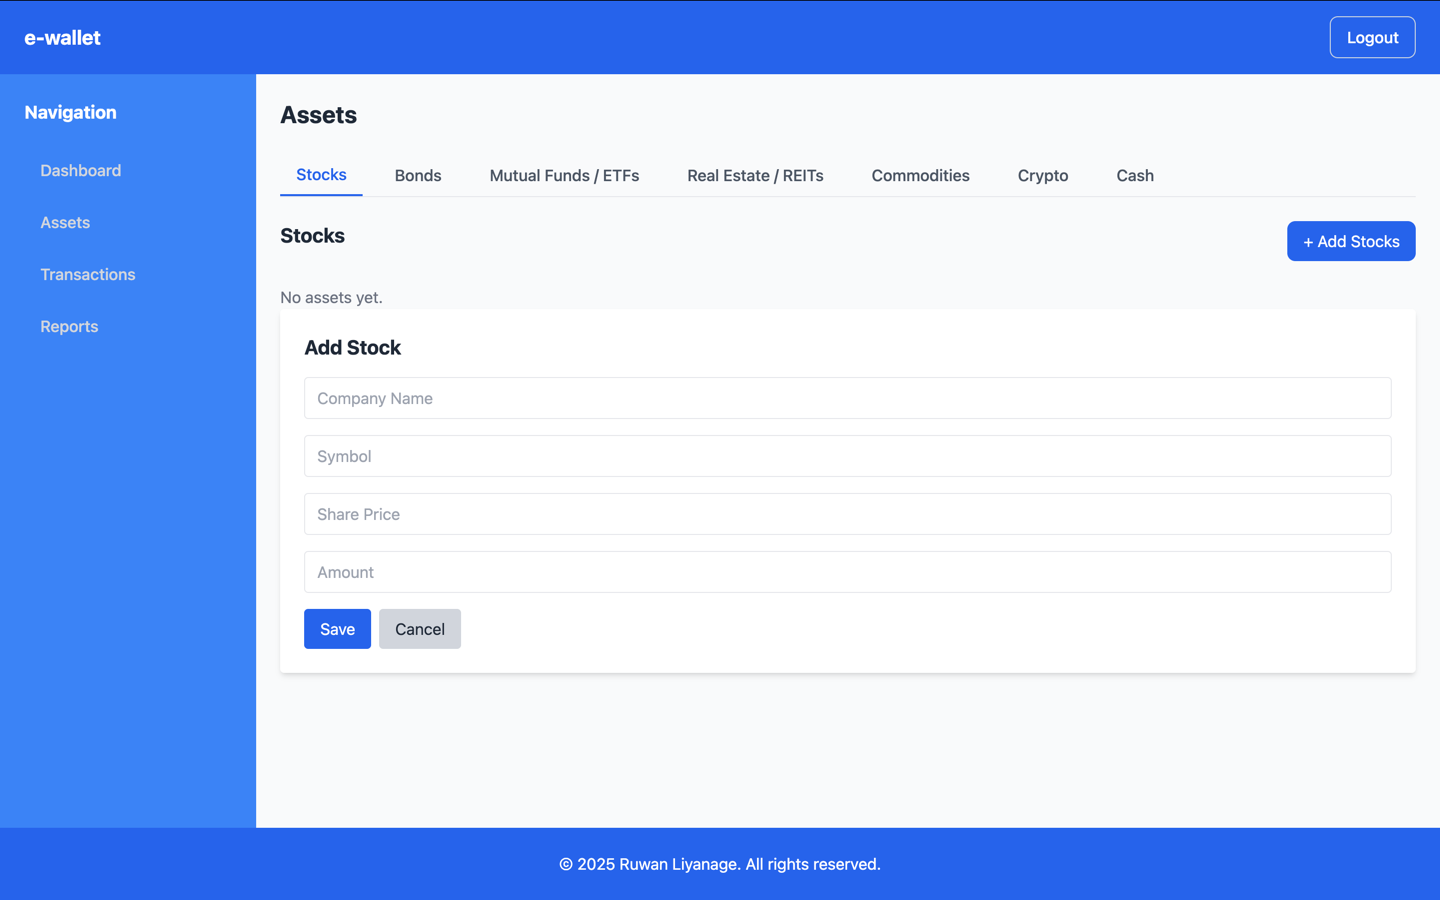 e-wallet
Logout
Navigation
Dashboard
Assets
Transactions
Reports
Assets
Stocks Bonds Mutual Funds / ETFs Real Estate / REITs Commodities Crypto Cash
Stocks
+ Add Stocks
No assets yet.
Add Stock
Company Name
Symbol
Share Price
Amount
Save Cancel
© 2025 Ruwan Liyanage. All rights reserved.